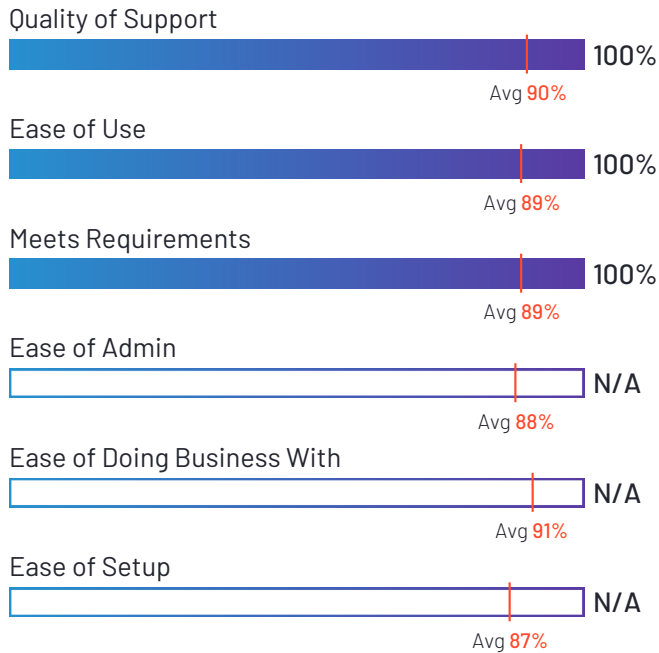 Quality of Support
100%
Avg 90%
Ease of Use
100%
Avg 89%
Meets Requirements
100%
Avg 89%
Ease of Admin
N/A
Avg 88%
Ease of Doing Business With
N/A
Avg 91%
Ease of Setup
N/A
Avg 87%